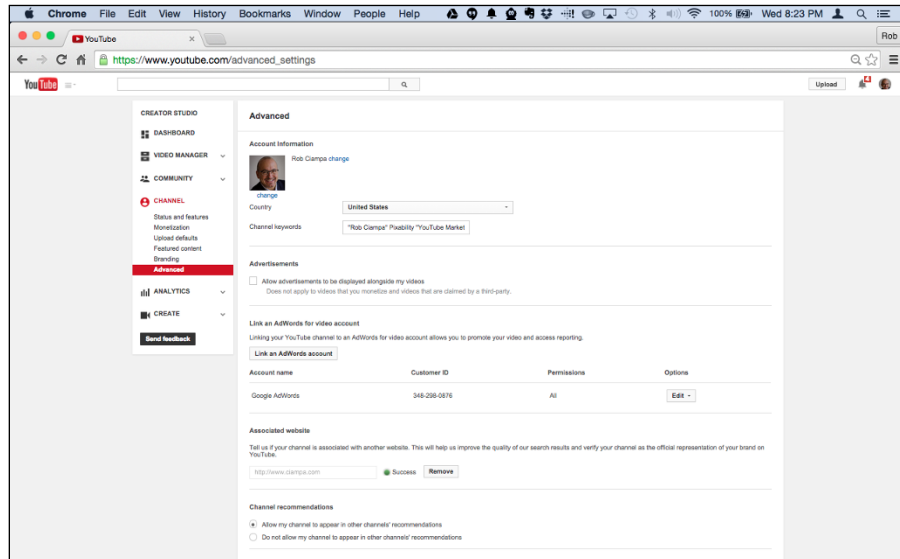 Chrome File Edit View History Bookmarks Window People Help 100% Wed 8:23 PM
YouTube × Rob
https://www.youtube.com/advanced_settings
YouTube Upload 4
CREATOR STUDIO
DASHBOARD
VIDEO MANAGER
COMMUNITY
CHANNEL
Status and features
Monetization
Upload defaults
Featured content
Branding
Advanced
ANALYTICS
CREATE
Send feedback
Advanced
Account information
Rob Ciampa change
change
Country United States
Channel keywords "Rob Ciampa" Pixability "YouTube Market
Advertisements
Allow advertisements to be displayed alongside my videos
Does not apply to videos that you monetize and videos that are claimed by a third-party.
Link an AdWords for video account
Linking your YouTube channel to an AdWords for video account allows you to promote your video and access reporting.
Link an AdWords account
Account name Customer ID Permissions Options
Google AdWords 348-298-0876 All Edit
Associated website
Tell us if your channel is associated with another website. This will help us improve the quality of our search results and verify your channel as the official representation of your brand on
YouTube.
http://www.ciampa.com Success Remove
Channel recommendations
Allow my channel to appear in other channels' recommendations
Do not allow my channel to appear in other channels' recommendations